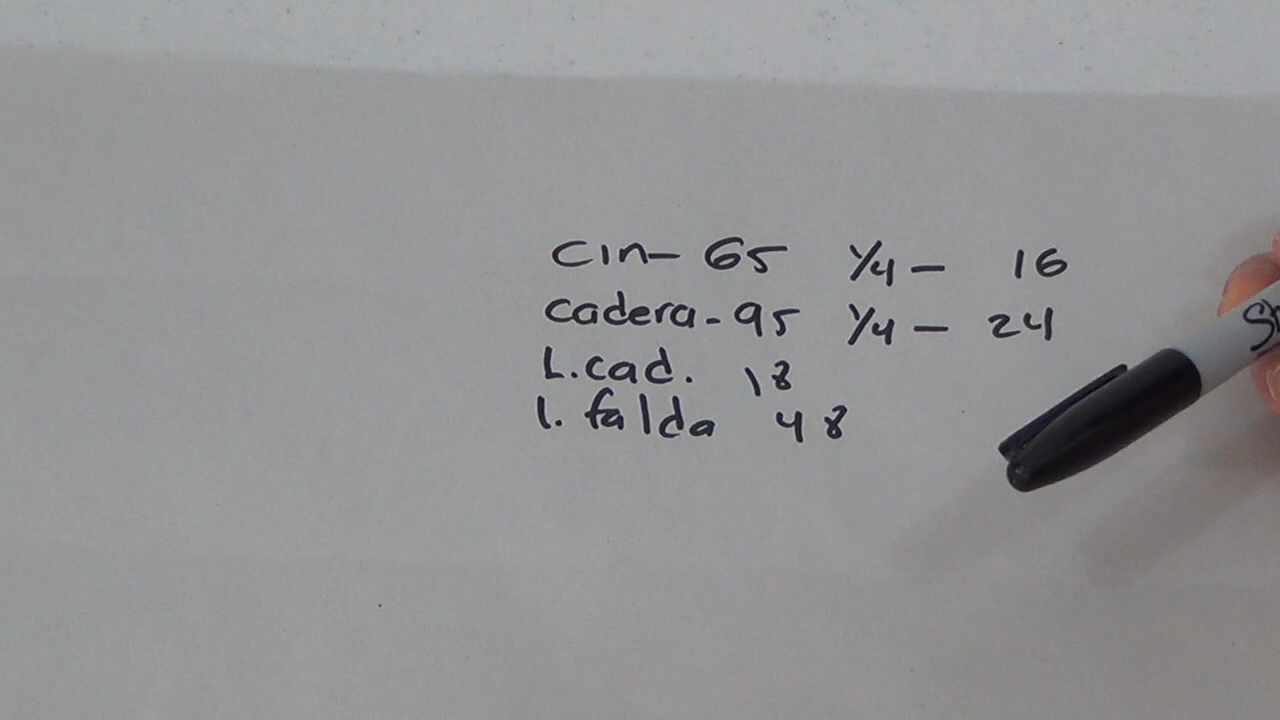 Cin- 65 1/4 - 16
Cadera - 95 1/4 - 24
L. cad. 18
l. falda 48